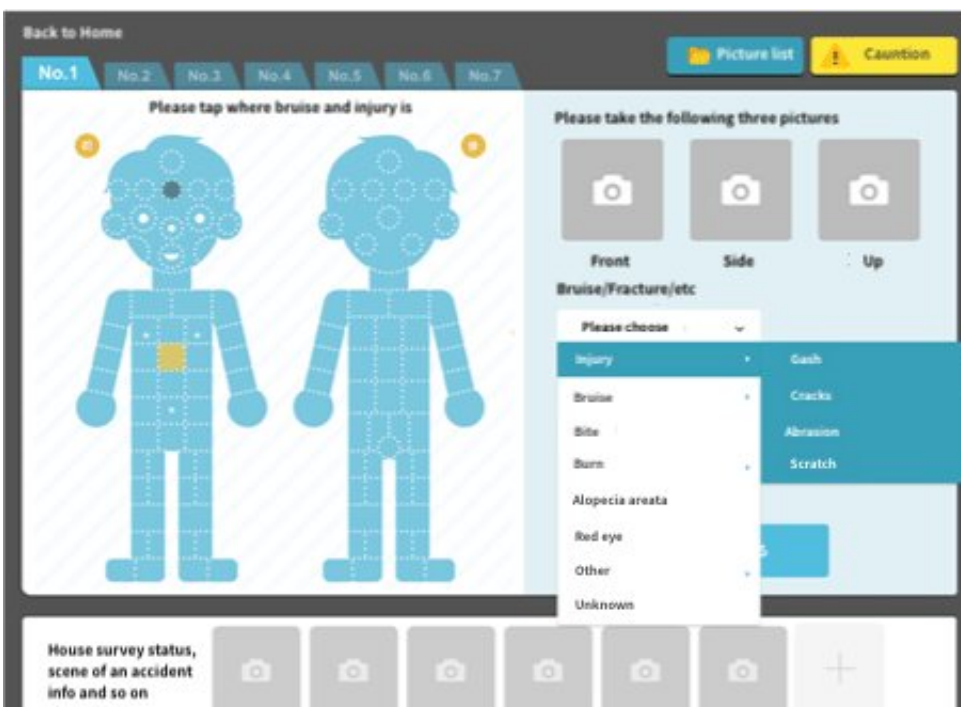 Back to Home
Picture list
Cauntion
No.1
No.2
No.3
No.4
No.5
No.6
No.7
Please tap where bruise and injury is
Please take the following three pictures
Front
Side
Up
Bruise/Fracture/etc
Please choose
Injury
Gash
Bruise
Cracks
Bite
Abrasion
Burn
Scratch
Alopecia areata
Red eye
Other
Unknown
House survey status,
scene of an accident
info and so on